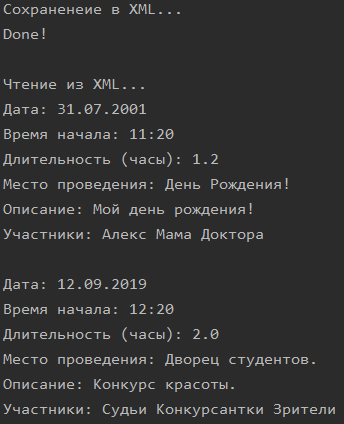 Сохраненеие в XML...
Done!
Чтение из XML...
Дата: 31.07.2001
Время начала: 11:20
Длительность (часы): 1.2
Место проведения: День Рождения!
Описание: Мой день рождения!
Участники: Алекс Мама Доктора
Дата: 12.09.2019
Время начала: 12:20
Длительность (часы): 2.0
Место проведения: Дворец студентов.
Описание: Конкурс красоты.
Участники: Судьи Конкурсантки Зрители